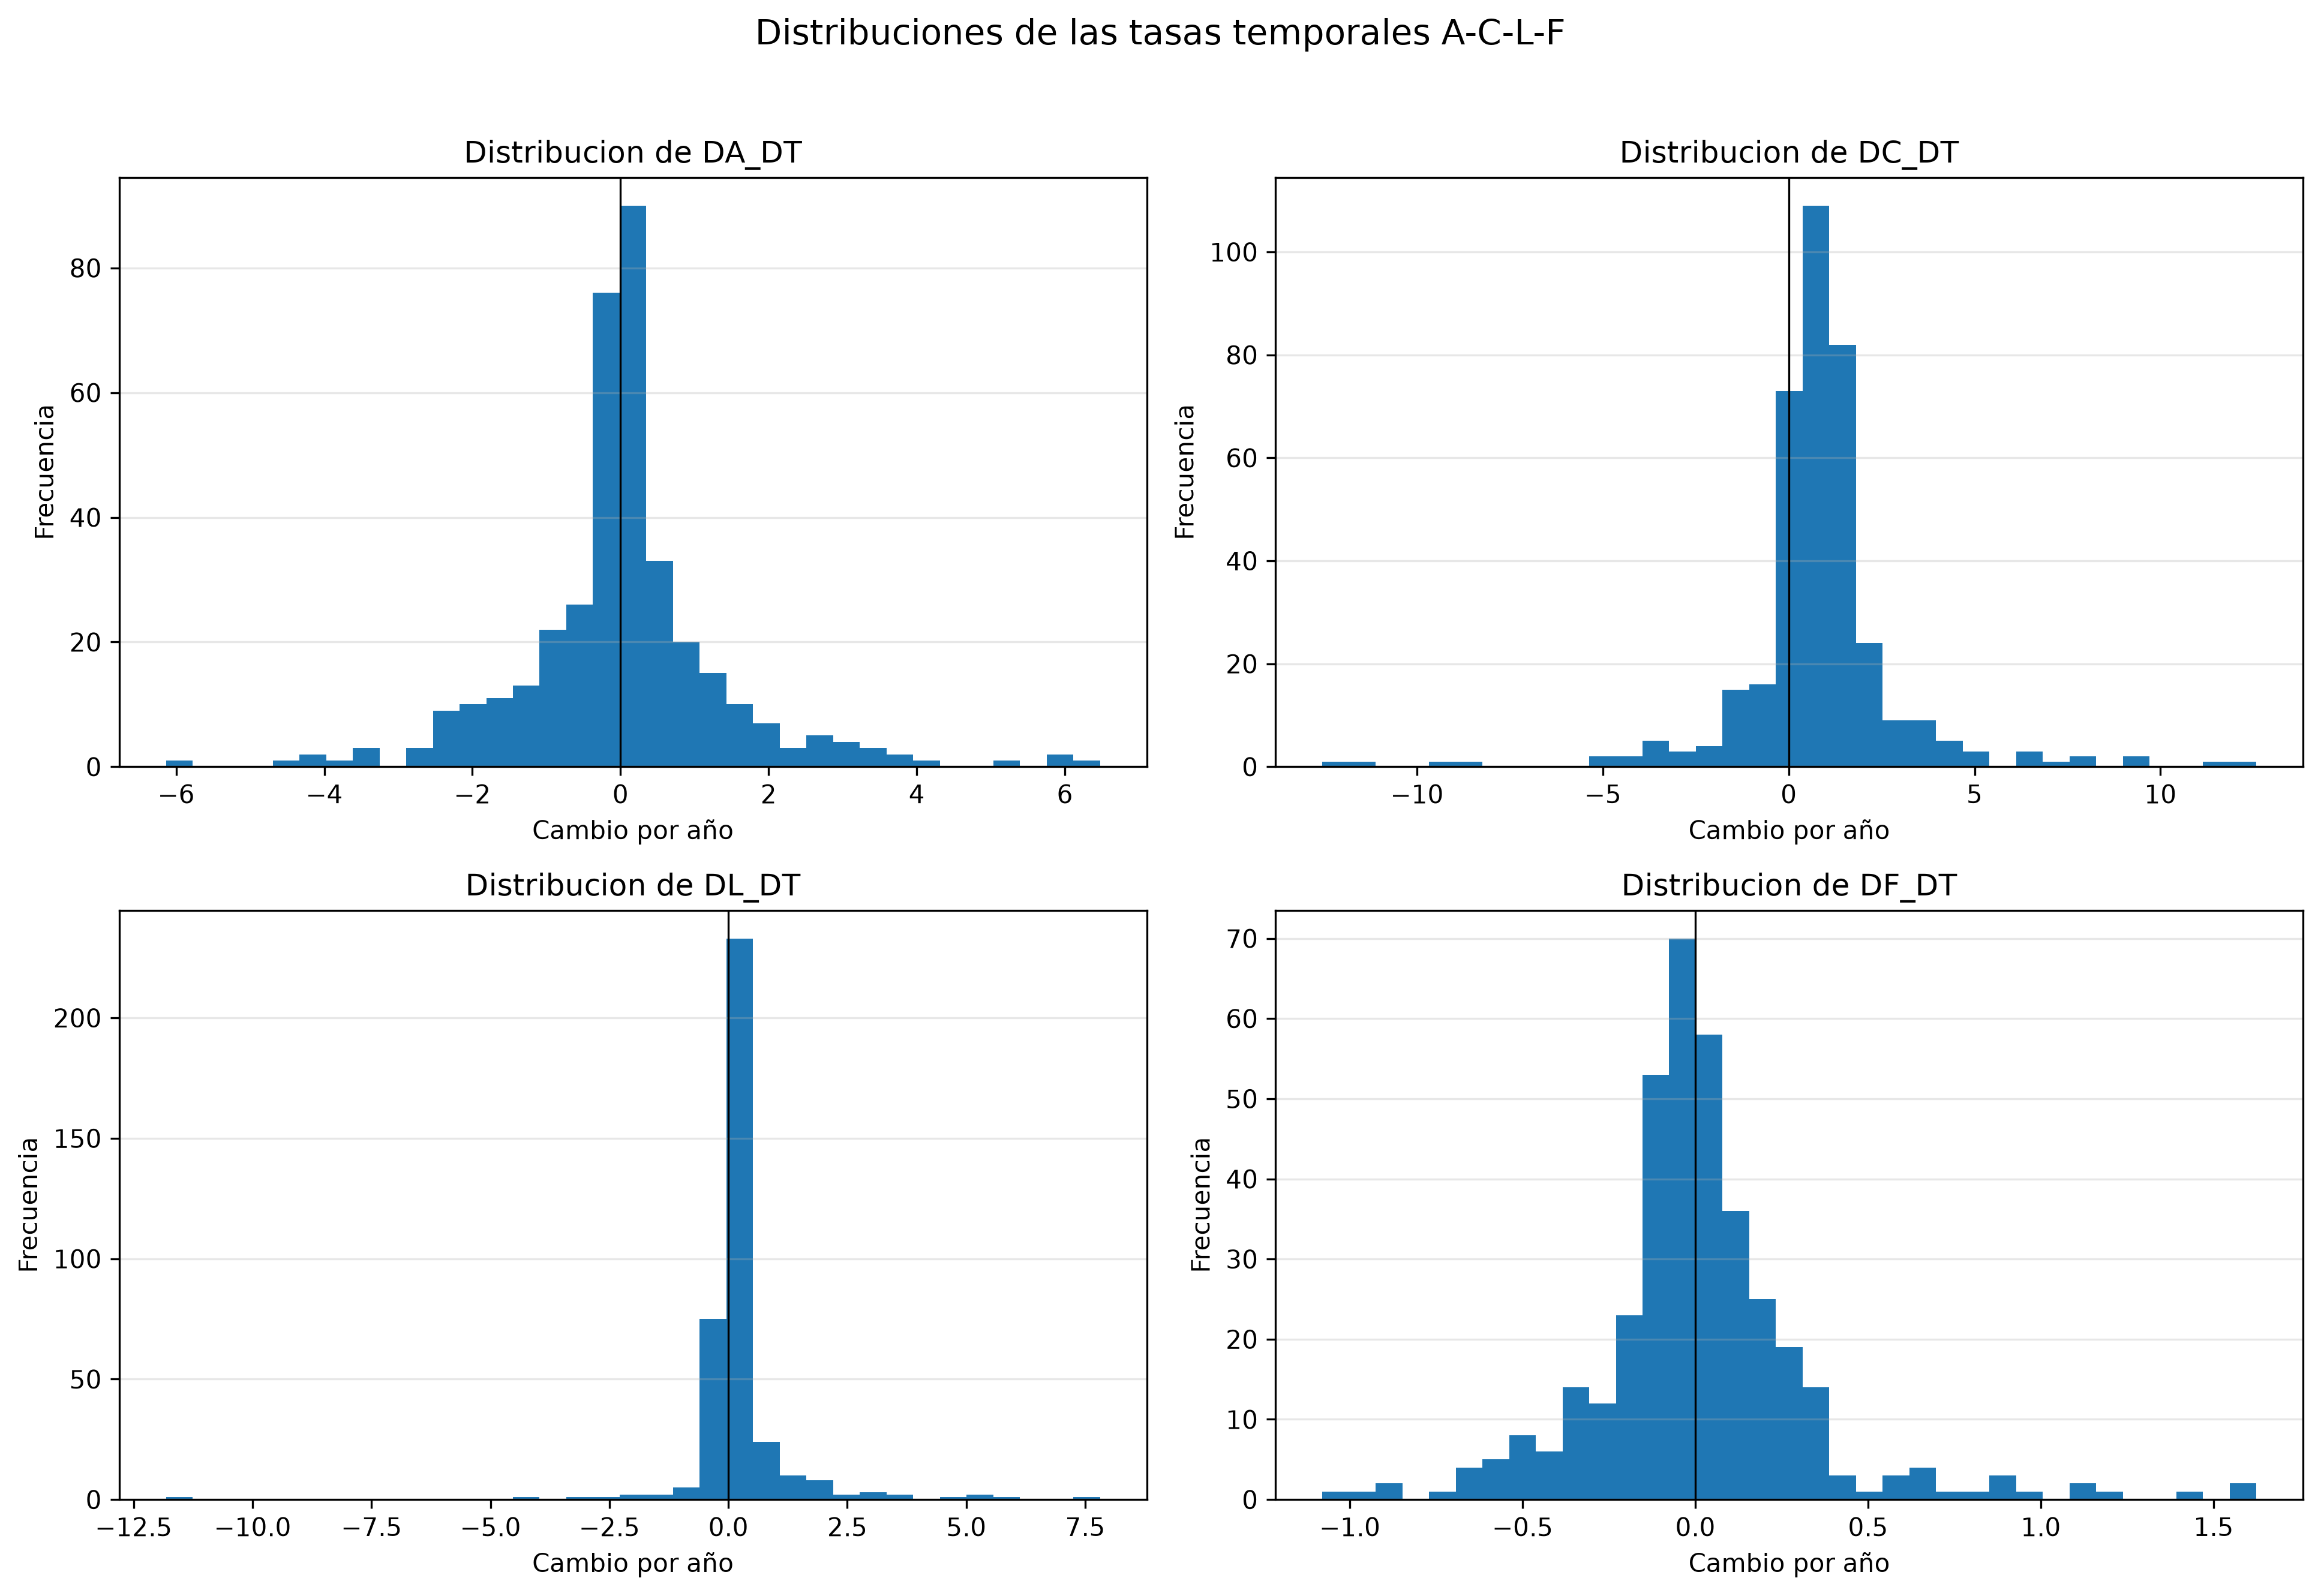 Distribuciones de las tasas temporales A-C-L-F
Distribucion de DA_DT
Frecuencia
80
60
40
20
0
−6 −4 −2 0 2 4 6
Cambio por año
Distribucion de DC_DT
Frecuencia
100
80
60
40
20
0
−10 −5 0 5 10
Cambio por año
Distribucion de DL_DT
Frecuencia
200
150
100
50
0
−12.5 −10.0 −7.5 −5.0 −2.5 0.0 2.5 5.0 7.5
Cambio por año
Distribucion de DF_DT
Frecuencia
70
60
50
40
30
20
10
0
−1.0 −0.5 0.0 0.5 1.0 1.5
Cambio por año